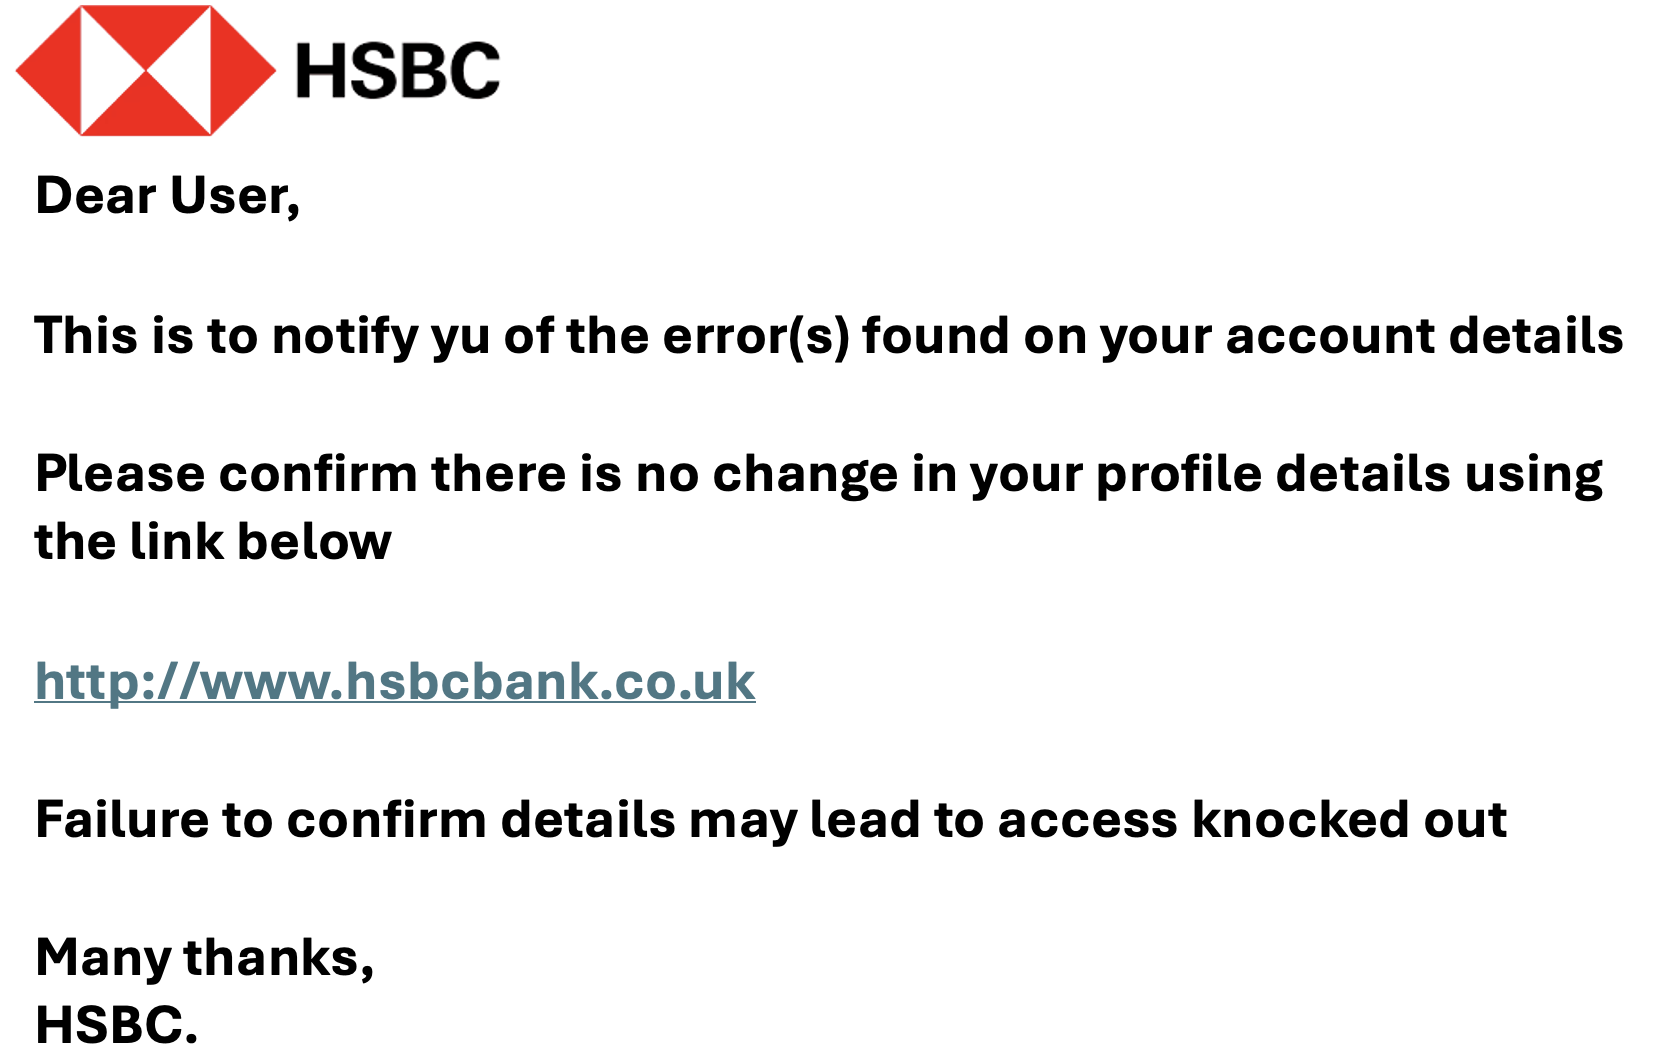 HSBC
Dear User,
This is to notify yu of the error(s) found on your account details
Please confirm there is no change in your profile details using
the link below
http://www.hsbcbank.co.uk
Failure to confirm details may lead to access knocked out
Many thanks,
HSBC.